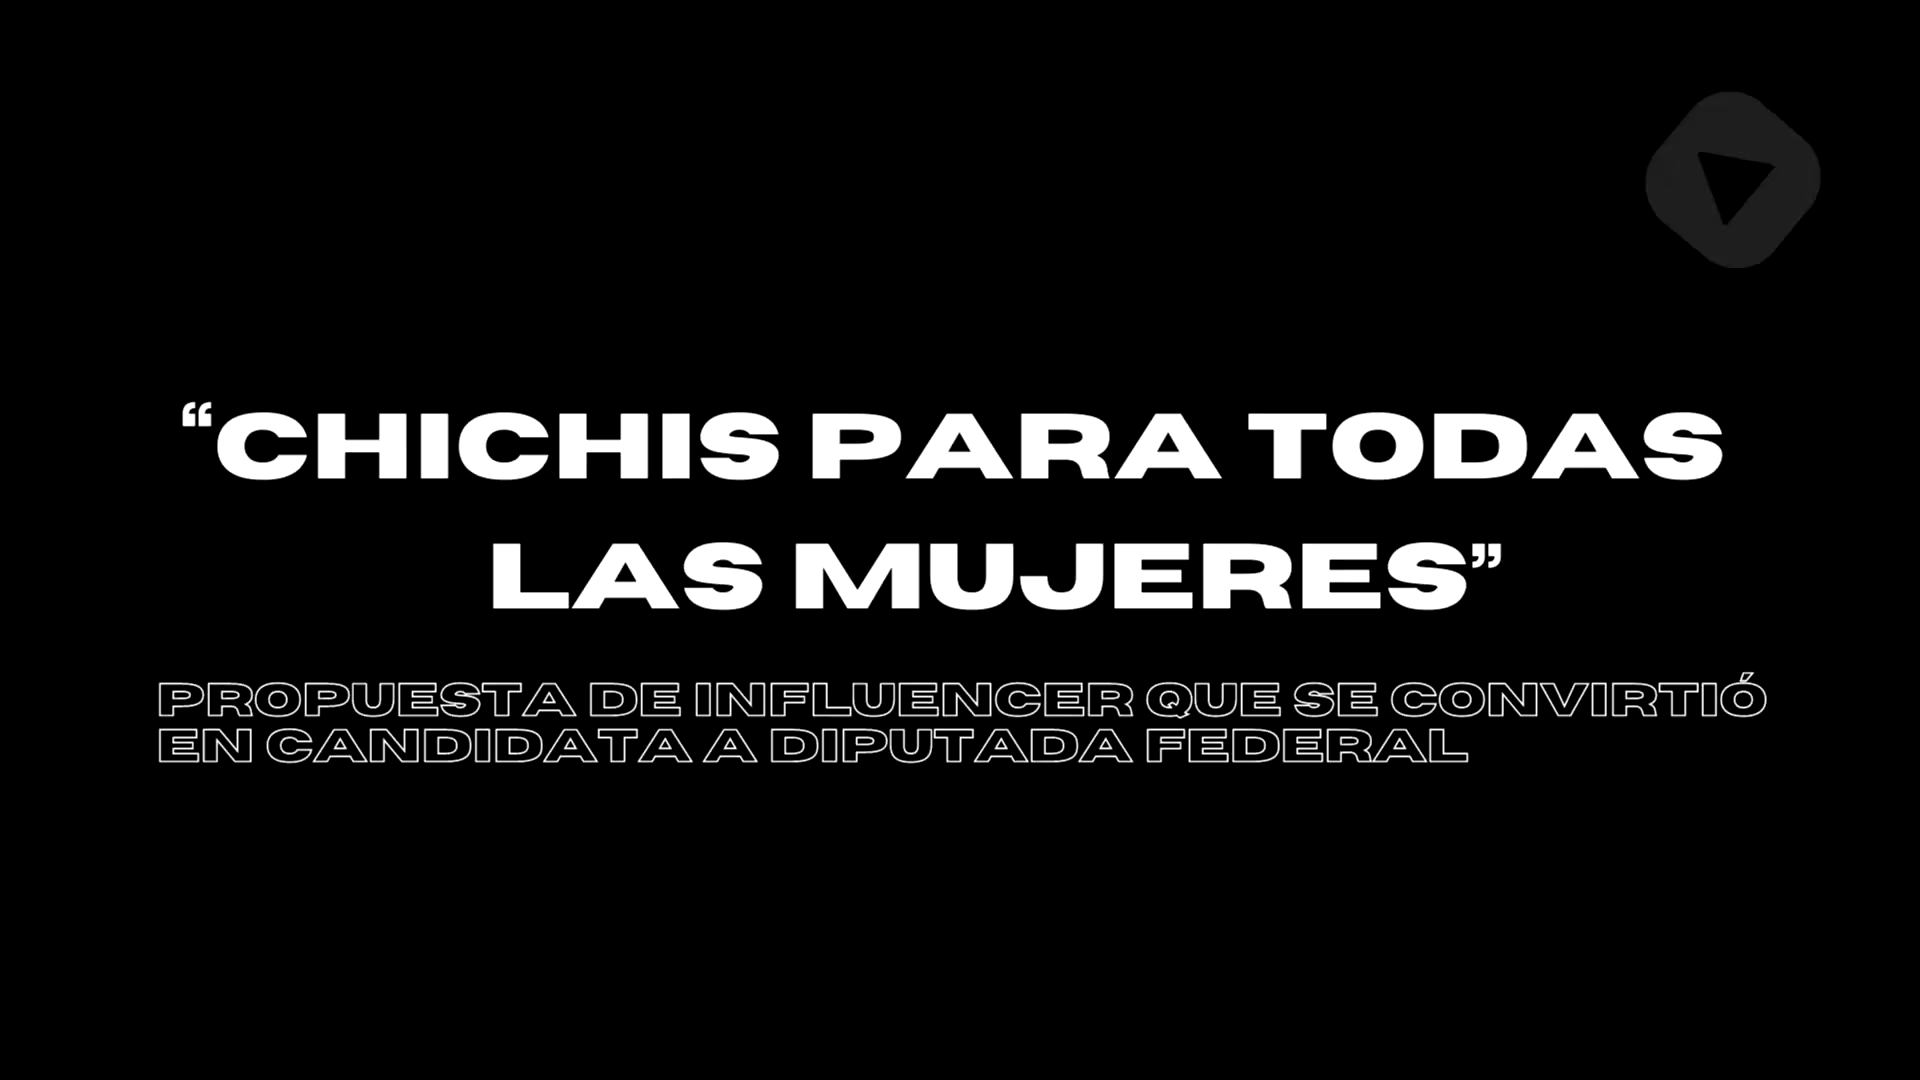 “CHICHIS PARA TODAS
LAS MUJERES”
PROPUESTA DE INFLUENCER QUE SE CONVIRTIÓ
EN CANDIDATA A DIPUTADA FEDERAL